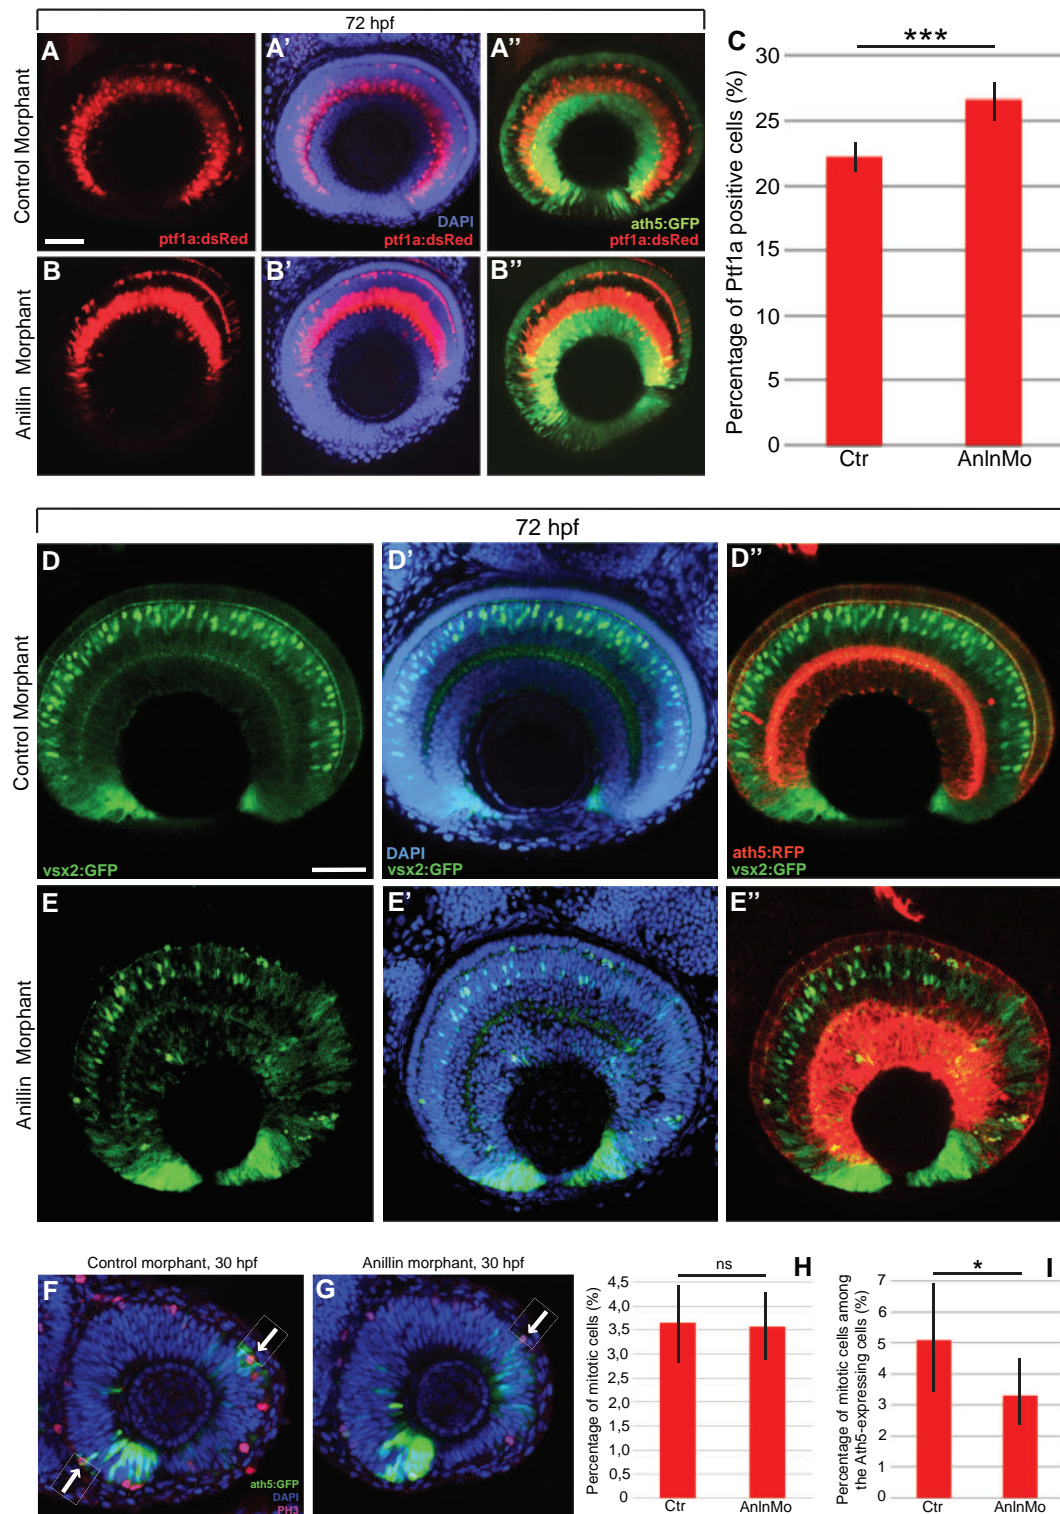 72 hpf
Control Morphant
A
ptf1a:dsRed
A'
DAPI
ptf1a:dsRed
A''
ath5:GFP
ptf1a:dsRed
Anillin Morphant
B
B'
B''
C
***
Percentage of Ptf1a positive cells (%)
30
25
20
15
10
5
0
Ctr
AnlnMo
72 hpf
Control Morphant
D
vsx2:GFP
D'
DAPI
vsx2:GFP
D''
ath5:RFP
vsx2:GFP
Anillin Morphant
E
E'
E''
Control morphant, 30 hpf
F
ath5:GFP
DAPI
PH3
Anillin morphant, 30 hpf
G
H
ns
Percentage of mitotic cells (%)
4,5
4,0
3,5
3,0
2,5
2,0
1,5
1,0
0,5
0
Ctr
AnlnMo
I
*
Percentage of mitotic cells among
the Ath5-expressing cells (%)
7
6
5
4
3
2
1
0
Ctr
AnlnMo